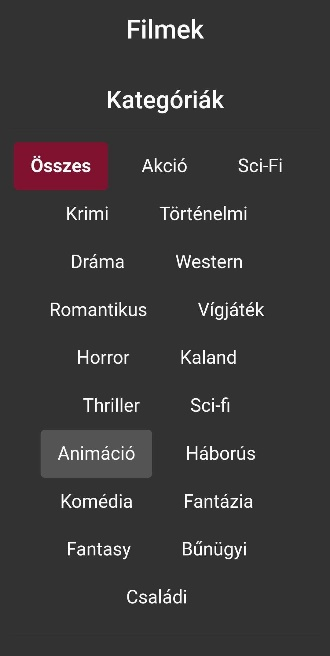 Filmek
Kategóriák
Összes Akció Sci-Fi
Krimi Történelmi
Dráma Western
Romantikus Vígjáték
Horror Kaland
Thriller Sci-fi
Animáció Háborús
Komédia Fantázia
Fantasy Bűnügyi
Családi